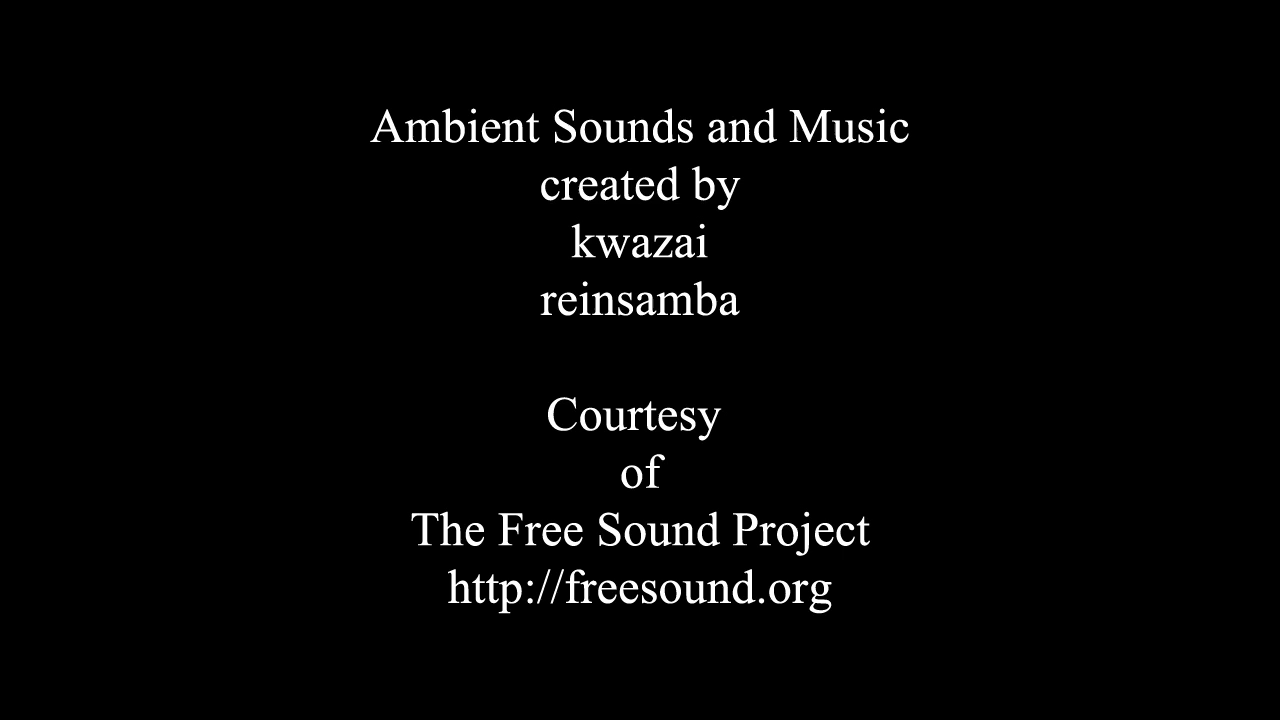 Ambient Sounds and Music
created by
kwazai
reinsamba
Courtesy
of
The Free Sound Project
http://freesound.org